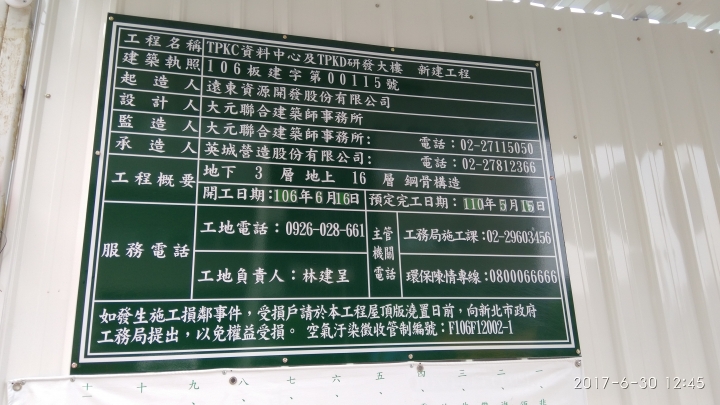 工程名稱 TPKC資料中心及TPKD研發大樓 新建工程
建築執照 106板建字第00115號
起造人 遠東資源開發股份有限公司
設計人 大元聯合建築師事務所
監造人 大元聯合建築師事務所: 電話:02-27115050
承造人 英城營造股份有限公司: 電話:02-27812366
工程概要 地下 3 層地上 16 層 鋼骨構造
開工日期:106年6月16日 預定完工日期:110年5月15日
服務電話
工地電話:0926-028-661
工地負責人:林建呈
主管機關電話
工務局施工課:02-29603456
環保陳情專線:0800066666
如發生施工損鄰事件,受損戶請於本工程屋頂版澆置日前,向新北市政府
工務局提出,以免權益受損。空氣汙染徵收管制編號:F106F12002-1
十一 十 九 八 七 六 五 四 三 二 一
2017-6-30 12:45